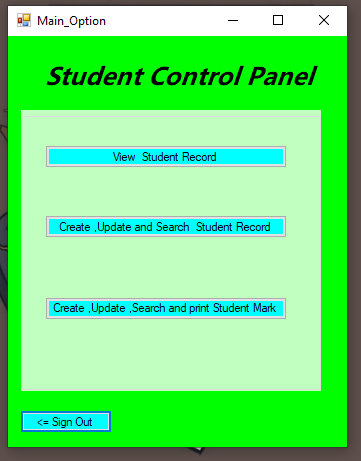 Main_Option
Student Control Panel
View  Student Record
Create ,Update and Search  Student Record
Create ,Update ,Search and print Student Mark
<= Sign Out